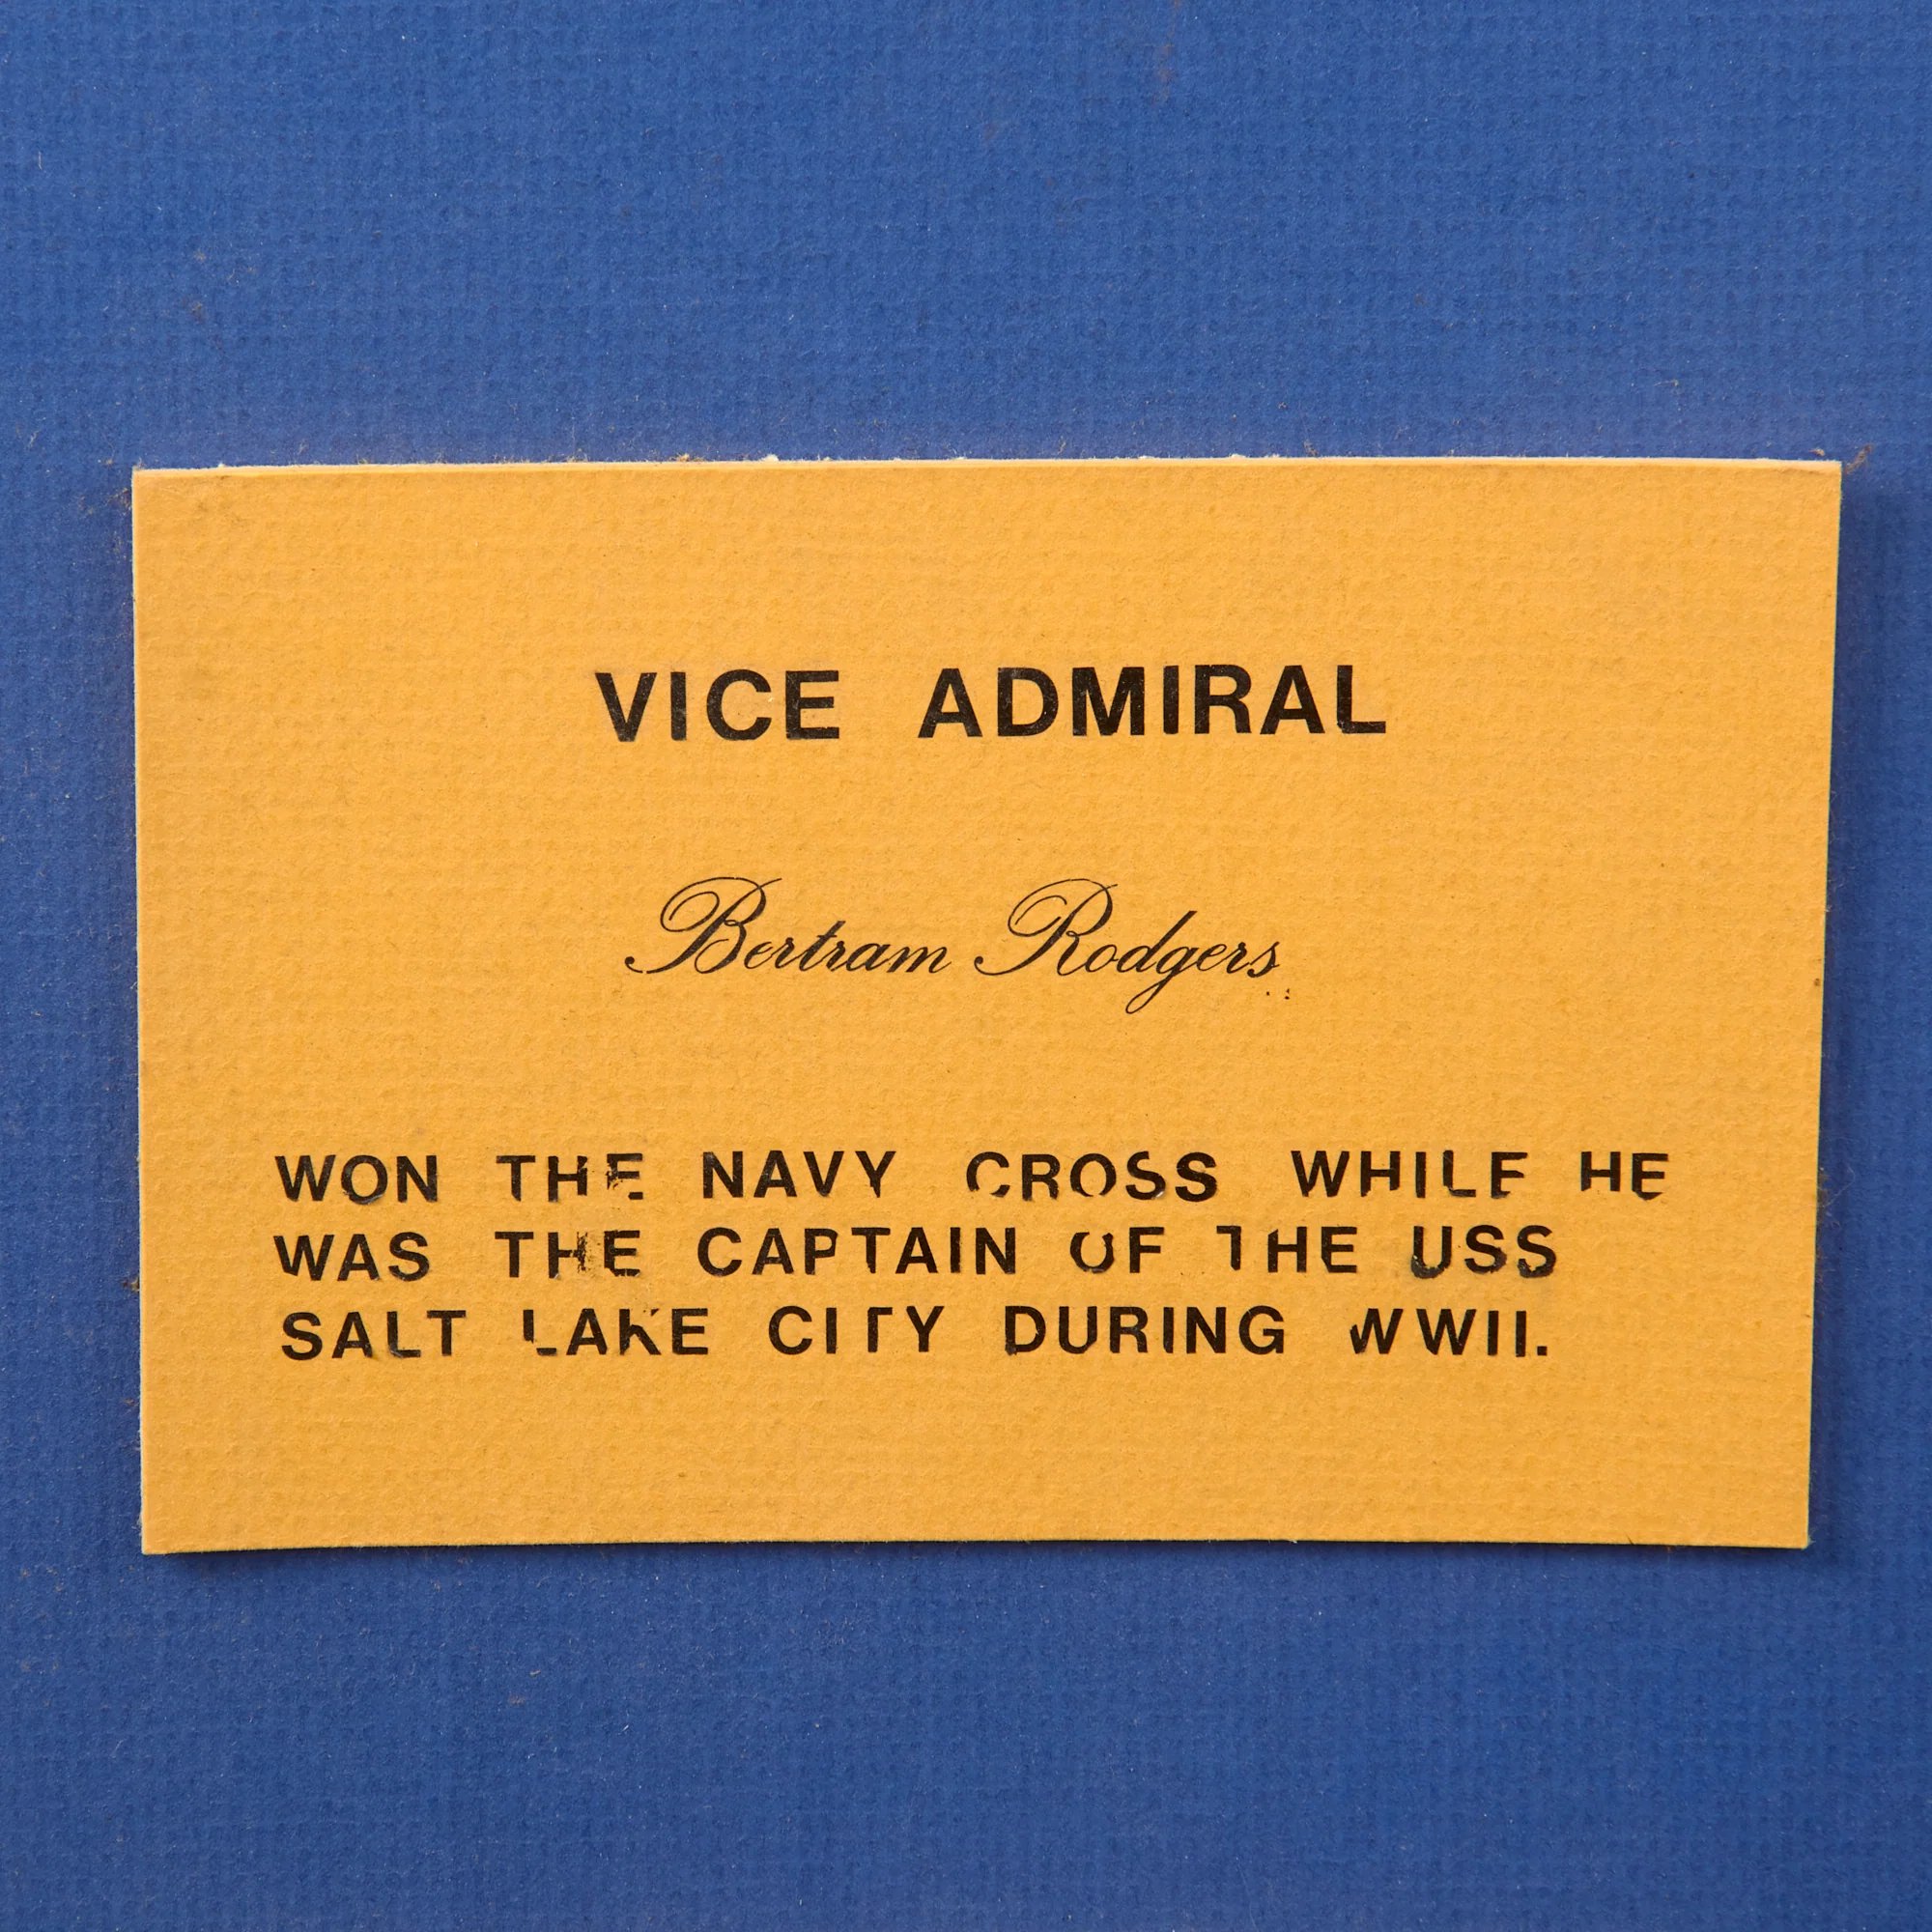 VICE ADMIRAL
Bertram Rodgers
WON THE NAVY CROSS WHILE HE
WAS THE CAPTAIN OF THE USS
SALT LAKE CITY DURING WWII.